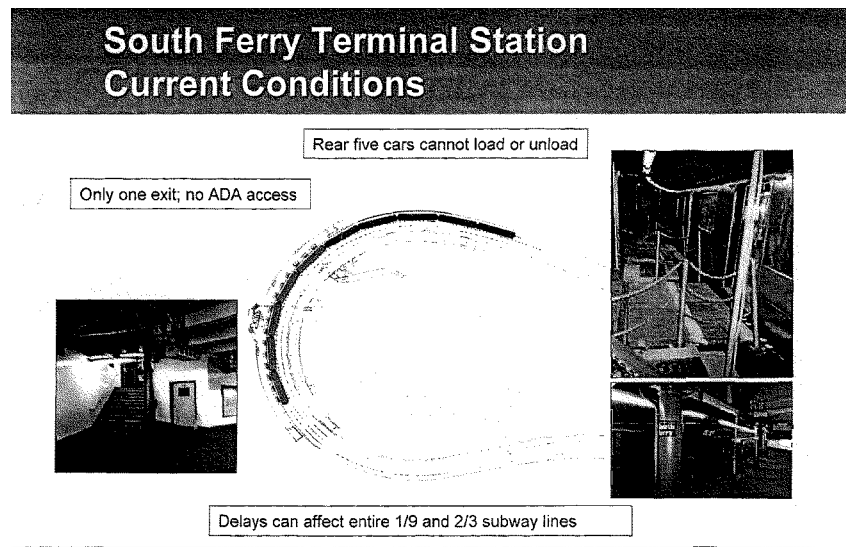 South Ferry Terminal Station
Current Conditions
Rear five cars cannot load or unload
Only one exit; no ADA access
Delays can affect entire 1/9 and 2/3 subway lines